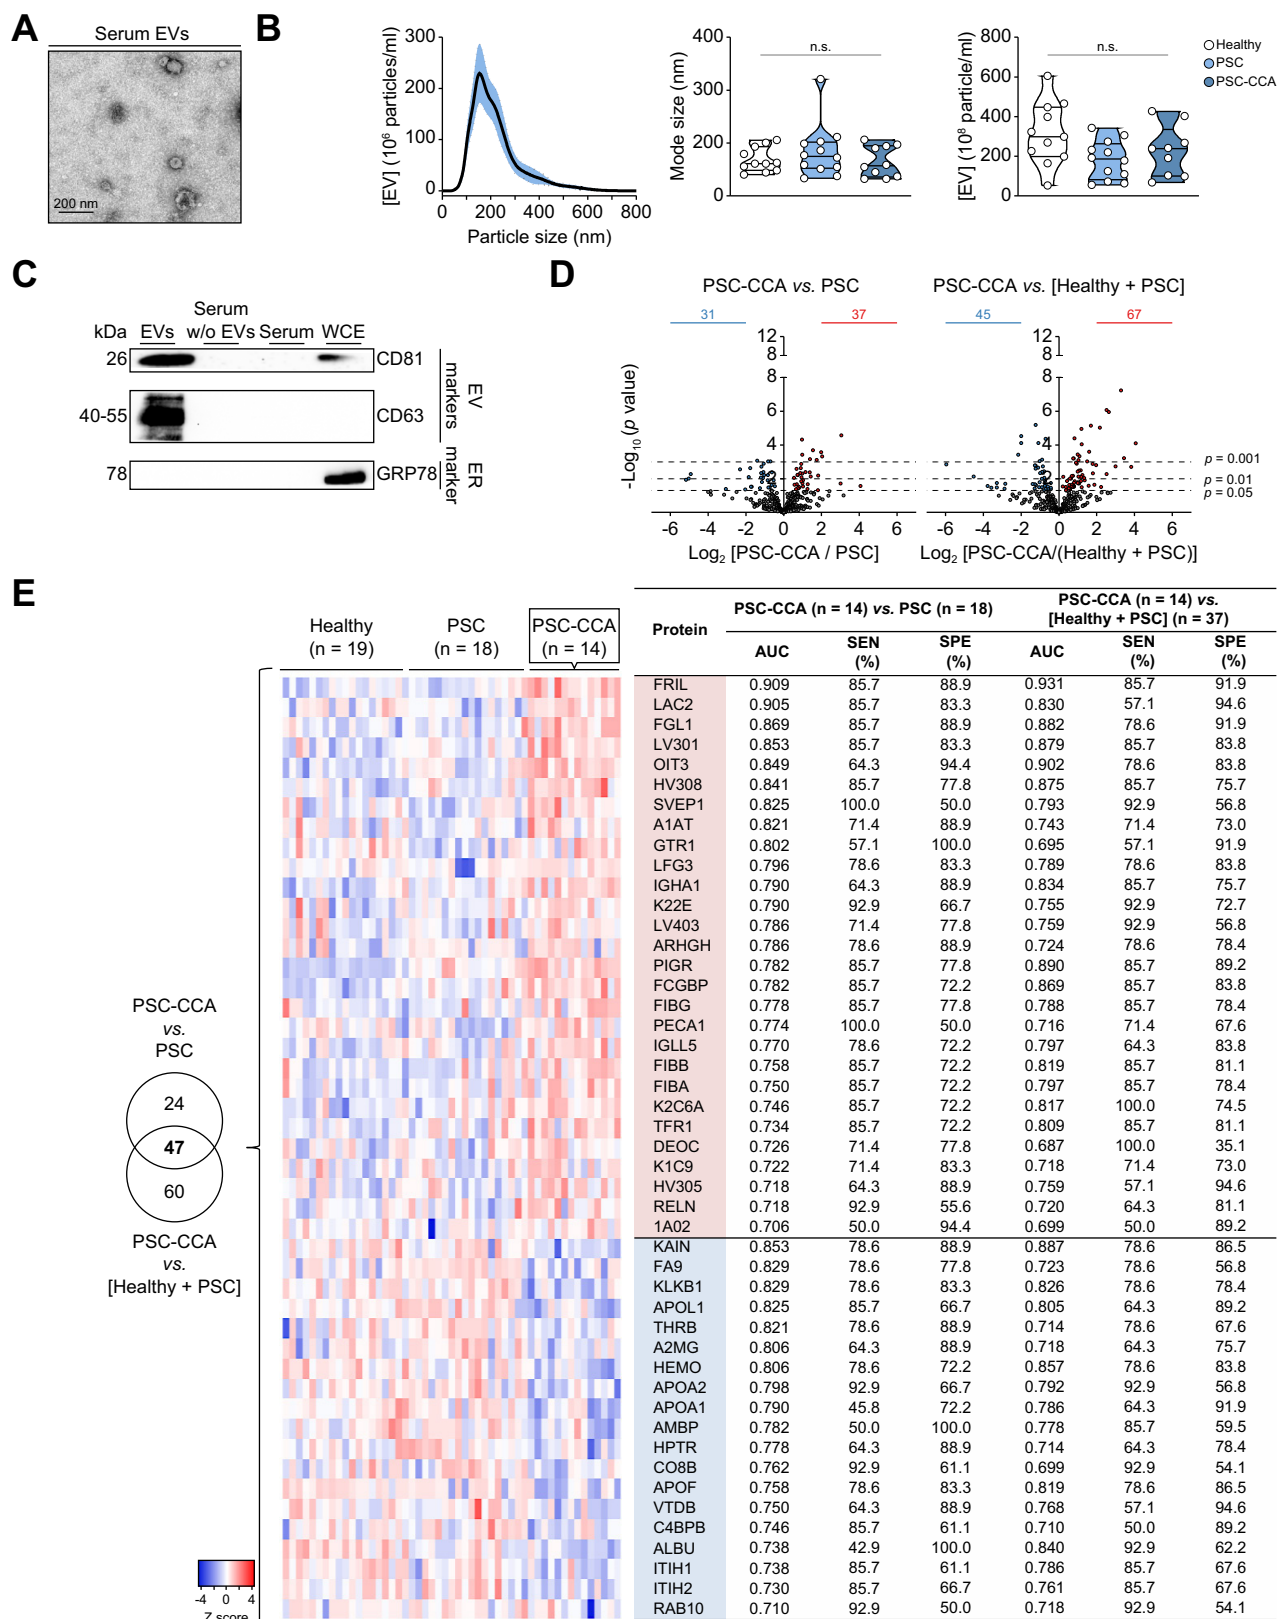 A
Serum EVs
200 nm
B
[EV] (10⁶ particles/ml)
300
200
100
0
0 200 400 600 800
Particle size (nm)
Mode size (nm)
400
300
200
100
0
n.s.
[EV] (10⁸ particle/ml)
800
600
400
200
0
n.s.
Healthy
PSC
PSC-CCA
C
kDa
EVs
Serum w/o EVs
Serum
WCE
26
CD81
40-55
CD63
78
GRP78
EV markers
ER marker
D
PSC-CCA vs. PSC
31
37
PSC-CCA vs. [Healthy + PSC]
45
67
-Log₁₀ (p value)
12
8
8
6
4
2
0
-6 -4 -2 0 2 4 6
Log₂ [PSC-CCA / PSC]
12
8
8
6
4
2
0
-6 -4 -2 0 2 4 6
Log₂ [PSC-CCA/(Healthy + PSC)]
p = 0.001
p = 0.01
p = 0.05
E
PSC-CCA
vs.
PSC
24
47
60
PSC-CCA
vs.
[Healthy + PSC]
Healthy
(n = 19)
PSC
(n = 18)
PSC-CCA
(n = 14)
-4 0 4
Z score
Protein
PSC-CCA (n = 14) vs. PSC (n = 18)
PSC-CCA (n = 14) vs.
[Healthy + PSC] (n = 37)
AUC SEN (%) SPE (%) AUC SEN (%) SPE (%)
FRIL 0.909 85.7 88.9 0.931 85.7 91.9
LAC2 0.905 85.7 83.3 0.830 57.1 94.6
FGL1 0.869 85.7 88.9 0.882 78.6 91.9
LV301 0.853 85.7 83.3 0.879 85.7 83.8
OIT3 0.849 64.3 94.4 0.902 78.6 83.8
HV308 0.841 85.7 77.8 0.875 85.7 75.7
SVEP1 0.825 100.0 50.0 0.793 92.9 56.8
A1AT 0.821 71.4 88.9 0.743 71.4 73.0
GTR1 0.802 57.1 100.0 0.695 57.1 91.9
LFG3 0.796 78.6 83.3 0.789 78.6 83.8
IGHA1 0.790 64.3 88.9 0.834 85.7 75.7
K22E 0.790 92.9 66.7 0.755 92.9 72.7
LV403 0.786 71.4 77.8 0.759 92.9 56.8
ARHGH 0.786 78.6 88.9 0.724 78.6 78.4
PIGR 0.782 85.7 77.8 0.890 85.7 89.2
FCGBP 0.782 85.7 72.2 0.869 85.7 83.8
FIBG 0.778 85.7 77.8 0.788 85.7 78.4
PECA1 0.774 100.0 50.0 0.716 71.4 67.6
IGLL5 0.770 78.6 72.2 0.797 64.3 83.8
FIBB 0.758 85.7 72.2 0.819 85.7 81.1
FIBA 0.750 85.7 72.2 0.797 85.7 78.4
K2C6A 0.746 85.7 72.2 0.817 100.0 74.5
TFR1 0.734 85.7 72.2 0.809 85.7 81.1
DEOC 0.726 71.4 77.8 0.687 100.0 35.1
K1C9 0.722 71.4 83.3 0.718 71.4 73.0
HV305 0.718 64.3 88.9 0.759 57.1 94.6
RELN 0.718 92.9 55.6 0.720 64.3 81.1
1A02 0.706 50.0 94.4 0.699 50.0 89.2
KAIN 0.853 78.6 88.9 0.887 78.6 86.5
FA9 0.829 78.6 77.8 0.723 78.6 56.8
KLKB1 0.829 78.6 83.3 0.826 78.6 78.4
APOL1 0.825 85.7 66.7 0.805 64.3 89.2
THRB 0.821 78.6 88.9 0.714 78.6 67.6
A2MG 0.806 64.3 88.9 0.718 64.3 75.7
HEMO 0.806 78.6 72.2 0.857 78.6 83.8
APOA2 0.798 92.9 66.7 0.792 92.9 56.8
APOA1 0.790 45.8 72.2 0.786 64.3 91.9
AMBP 0.782 50.0 100.0 0.778 85.7 59.5
HPTR 0.778 64.3 88.9 0.714 64.3 78.4
CO8B 0.762 92.9 61.1 0.699 92.9 54.1
APOF 0.758 78.6 83.3 0.819 78.6 86.5
VTDB 0.750 64.3 88.9 0.768 57.1 94.6
C4BPB 0.746 85.7 61.1 0.710 50.0 89.2
ALBU 0.738 42.9 100.0 0.840 92.9 62.2
ITIH1 0.738 85.7 61.1 0.786 85.7 67.6
ITIH2 0.730 85.7 66.7 0.761 85.7 67.6
RAB10 0.710 92.9 50.0 0.718 92.9 54.1